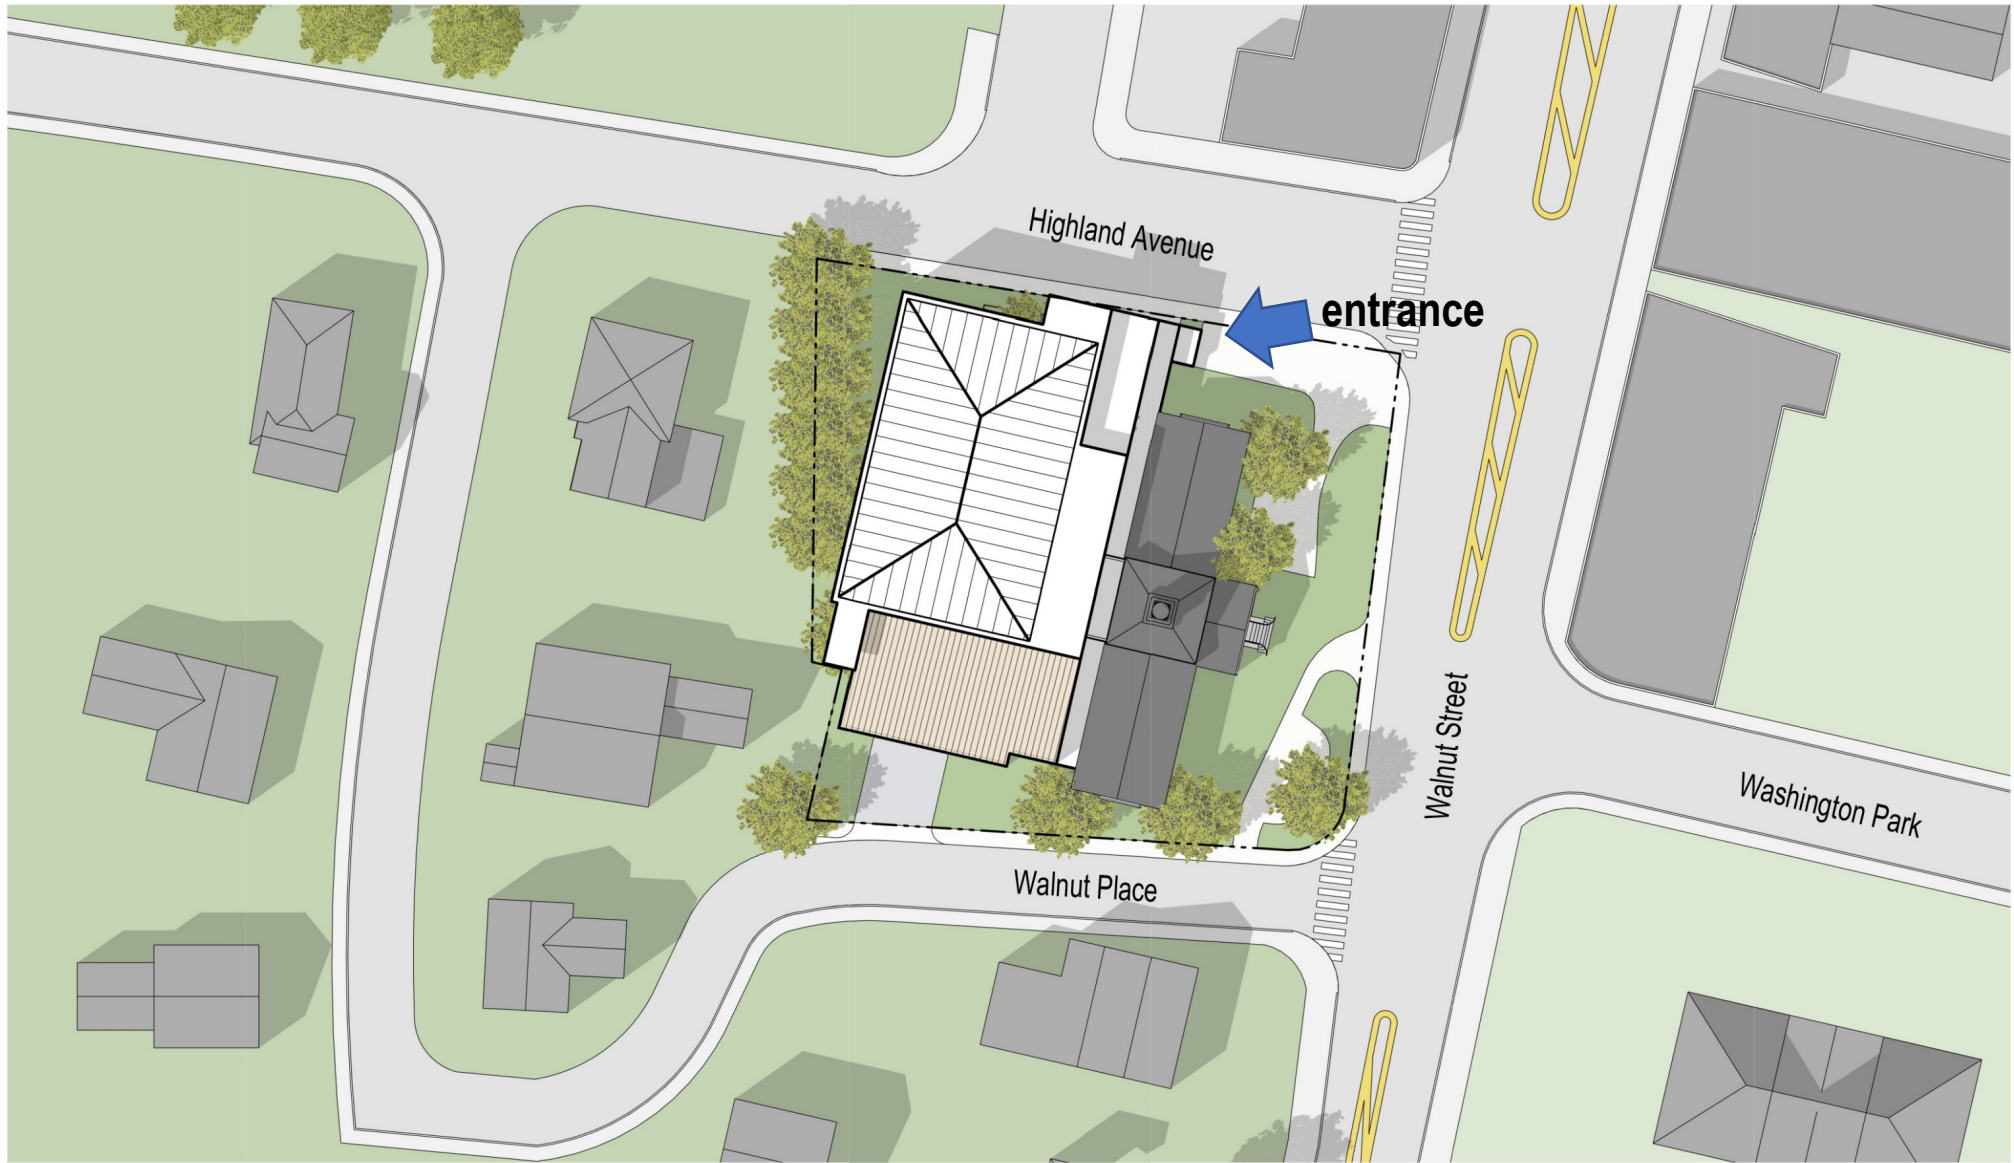 Highland Avenue
entrance
Walnut Street
Washington Park
Walnut Place